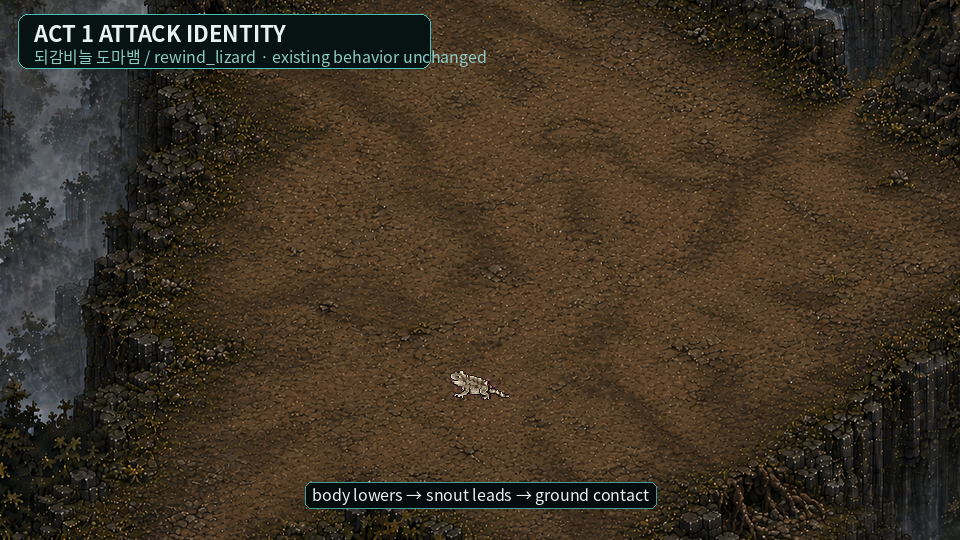 ACT 1 ATTACK IDENTITY
되감비늘 도마뱀 / rewind_lizard · existing behavior unchanged
body lowers → snout leads → ground contact